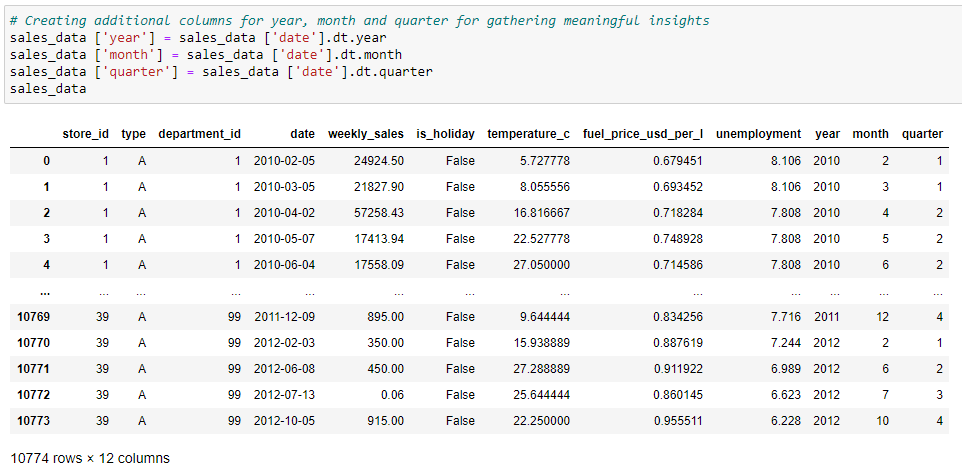 # Creating additional columns for year, month and quarter for gathering meaningful insights
sales_data ['year'] = sales_data ['date'].dt.year
sales_data ['month'] = sales_data ['date'].dt.month
sales_data ['quarter'] = sales_data ['date'].dt.quarter
sales_data
store_id type department_id date weekly_sales is_holiday temperature_c fuel_price_usd_per_l unemployment year month quarter
0 1 A 1 2010-02-05 24924.50 False 5.727778 0.679451 8.106 2010 2 1
1 1 A 1 2010-03-05 21827.90 False 8.055556 0.693452 8.106 2010 3 1
2 1 A 1 2010-04-02 57258.43 False 16.816667 0.718284 7.808 2010 4 2
3 1 A 1 2010-05-07 17413.94 False 22.527778 0.748928 7.808 2010 5 2
4 1 A 1 2010-06-04 17558.09 False 27.050000 0.714586 7.808 2010 6 2
... ... ... ... ... ... ... ... ... ... ... ... ...
10769 39 A 99 2011-12-09 895.00 False 9.644444 0.834256 7.716 2011 12 4
10770 39 A 99 2012-02-03 350.00 False 15.938889 0.887619 7.244 2012 2 1
10771 39 A 99 2012-06-08 450.00 False 27.288889 0.911922 6.989 2012 6 2
10772 39 A 99 2012-07-13 0.06 False 25.644444 0.860145 6.623 2012 7 3
10773 39 A 99 2012-10-05 915.00 False 22.250000 0.955511 6.228 2012 10 4
10774 rows × 12 columns